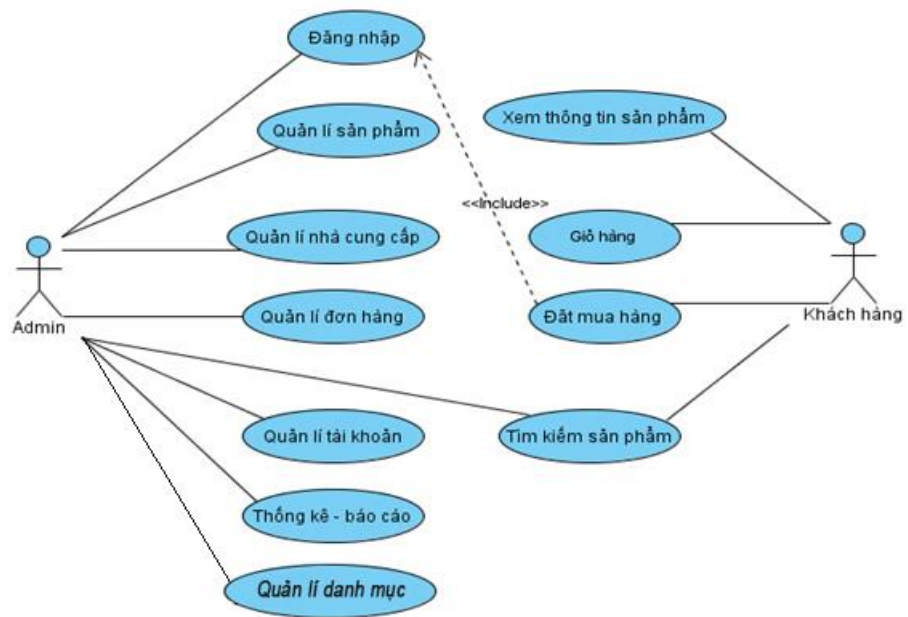 Đăng nhập
Quản lí sản phẩm
Xem thông tin sản phẩm
<<Include>>
Quản lí nhà cung cấp
Giỏ hàng
Admin
Quản lí đơn hàng
Đặt mua hàng
Khách hàng
Quản lí tài khoản
Tìm kiếm sản phẩm
Thống kê - báo cáo
Quản lí danh mục